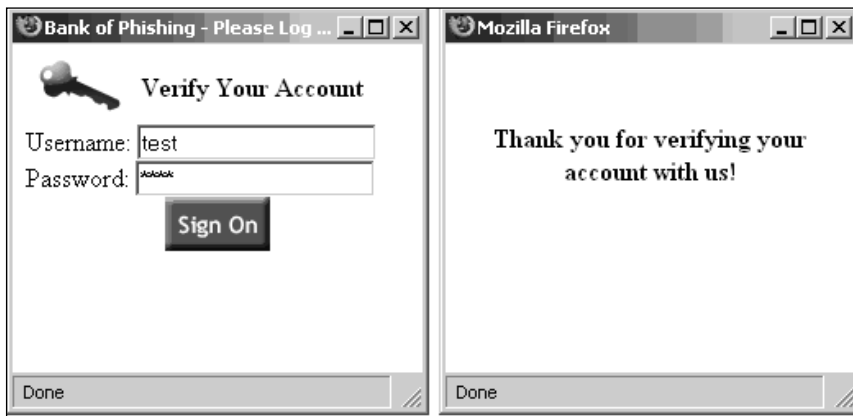 Bank of Phishing - Please Log ...
Verify Your Account
Username: test
Password: ****
Sign On
Done
Mozilla Firefox
Thank you for verifying your
account with us!
Done